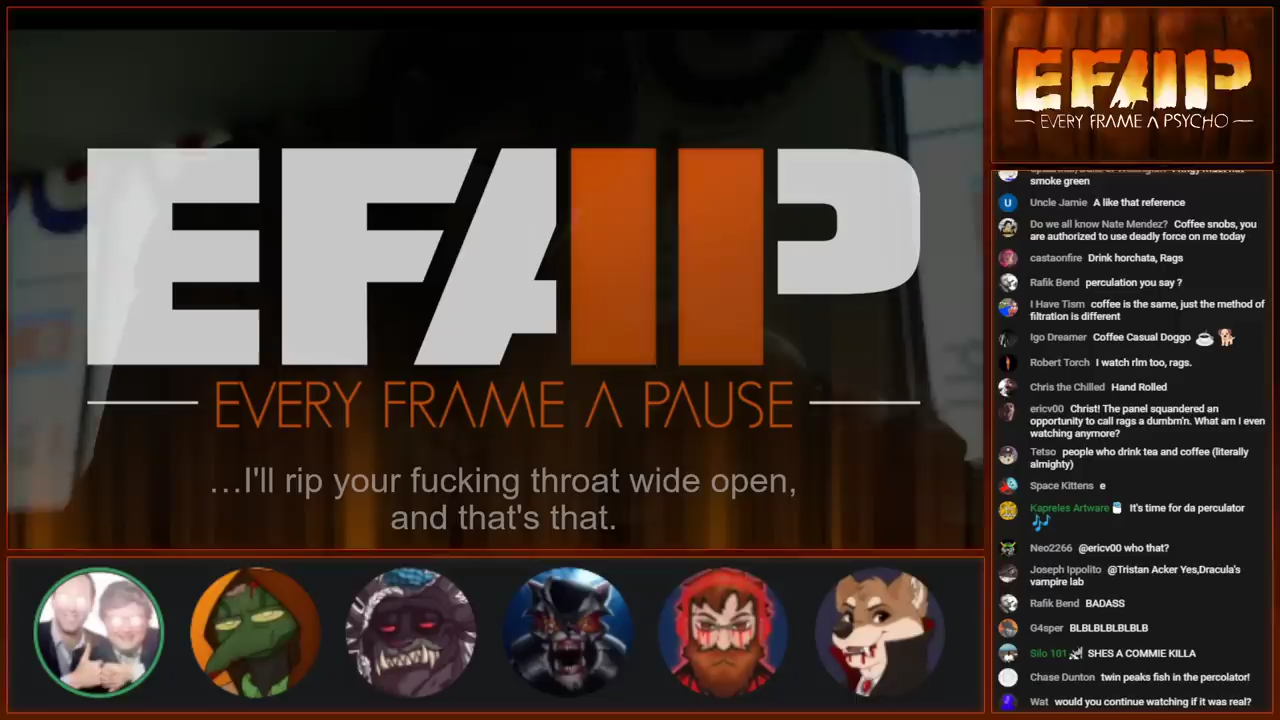 EFAP
EVERY FRAME A PAUSE
...I'll rip your fucking throat wide open,
and that's that.
EFAP
EVERY FRAME A PSYCHO
smoke green
Uncle Jamie A like that reference
Do we all know Nate Mendez? Coffee snobs, you
are authorized to use deadly force on me today
castaonfire Drink horchata, Rags
Rafik Bend perculation you say ?
I Have Tism coffee is the same, just the method of
filtration is different
Igo Dreamer Coffee Casual Doggo ☕ 🐕
Robert Torch I watch rlm too, rags.
Chris the Chilled Hand Rolled
ericv00 Christ! The panel squandered an
opportunity to call rags a dumbm'n. What am I even
watching anymore?
Tetso people who drink tea and coffee (literally
almighty)
Space Kittens e
Kapreles Artware It's time for da perculator
🎶
Neo2266 @ericv00 who that?
Joseph Ippolito @Tristan Acker Yes,Dracula's
vampire lab
Rafik Bend BADASS
G4sper BLBLBLBLBLBLB
Silo 101 SHES A COMMIE KILLA
Chase Dunton twin peaks fish in the percolator!
Wat would you continue watching if it was real?